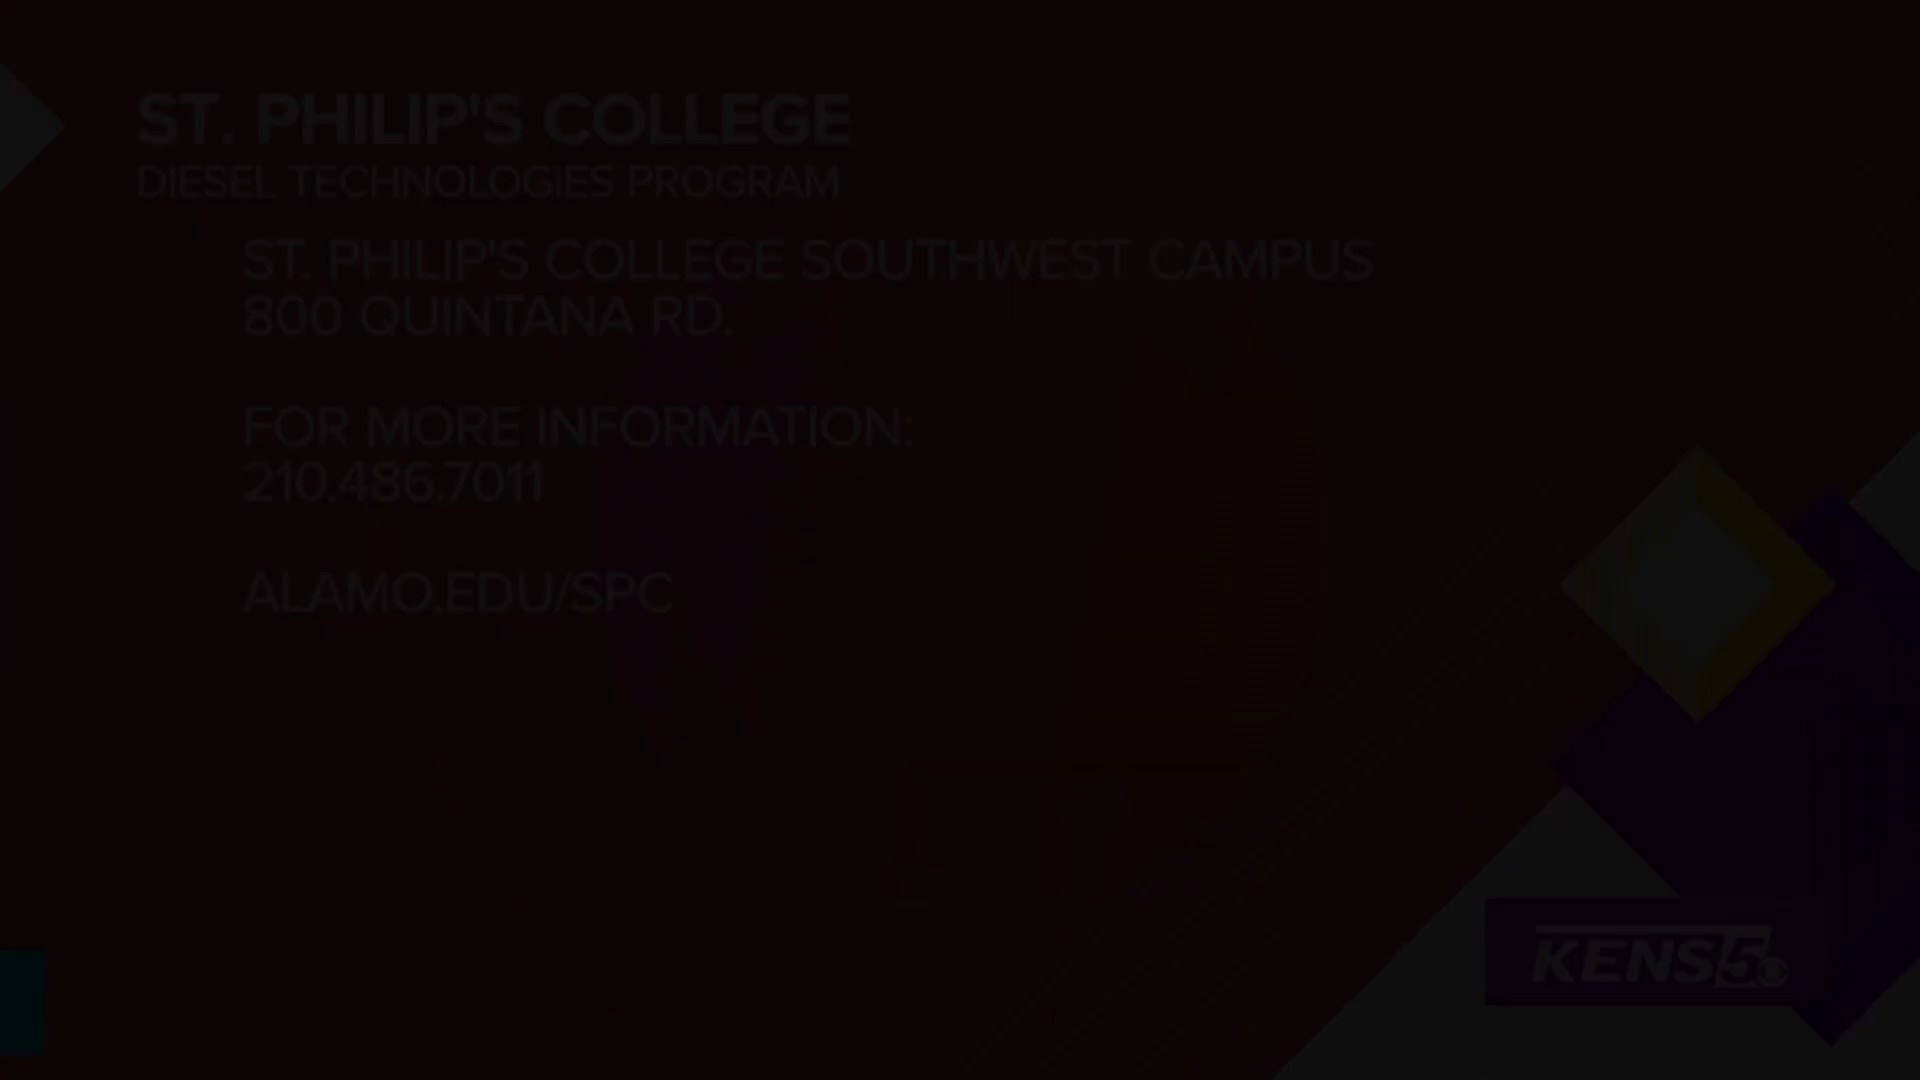 ST. PHILIP'S COLLEGE
DIESEL TECHNOLOGIES PROGRAM
ST. PHILIP'S COLLEGE SOUTHWEST CAMPUS
800 QUINTANA RD.
FOR MORE INFORMATION:
210.486.7011
ALAMO.EDU/SPC
KENS5